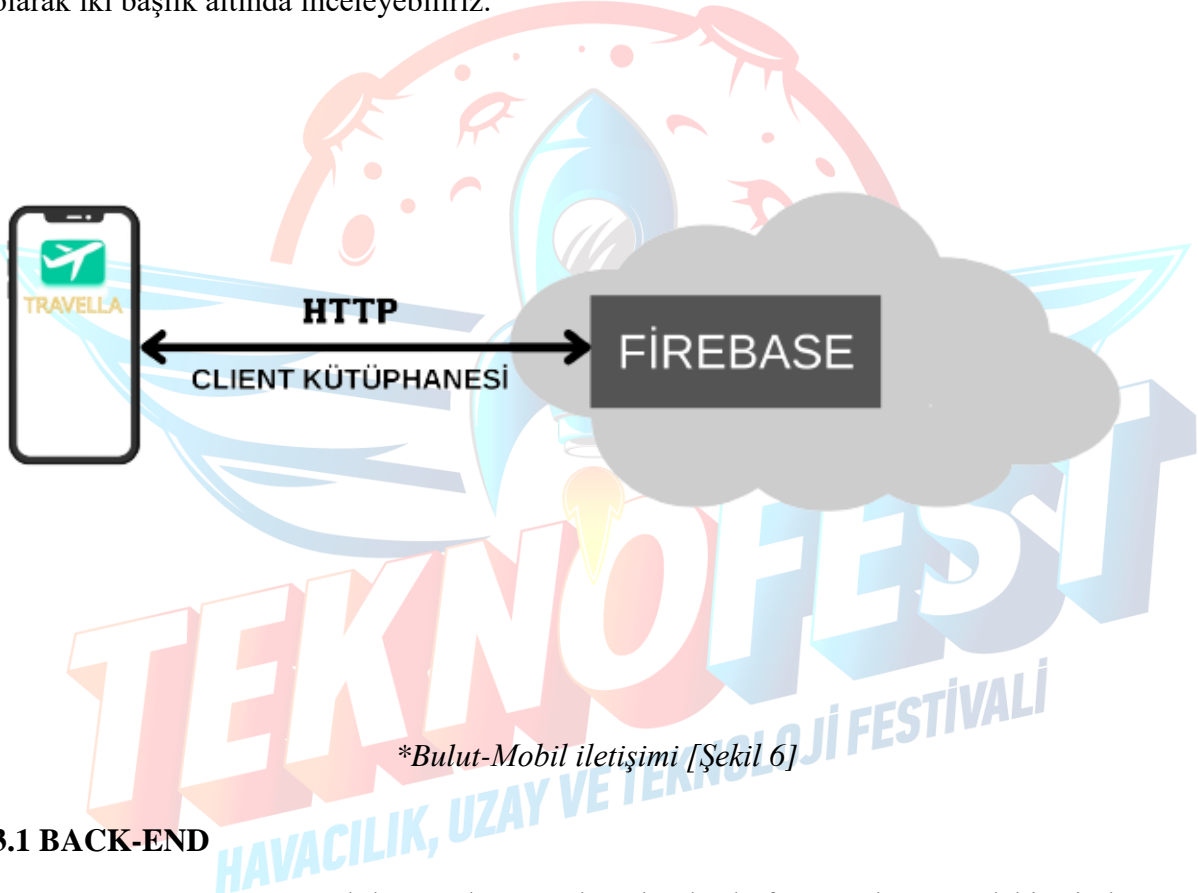 olarak iki başlık altında inceleyebiliriz.
TRAVELLA
HTTP
CLIENT KÜTÜPHANESİ
FİREBASE
TEKNOFEST
HAVACILIK, UZAY VE TEKNOLOJİ FESTİVALİ
*Bulut-Mobil iletişimi [Şekil 6]
3.1 BACK-END